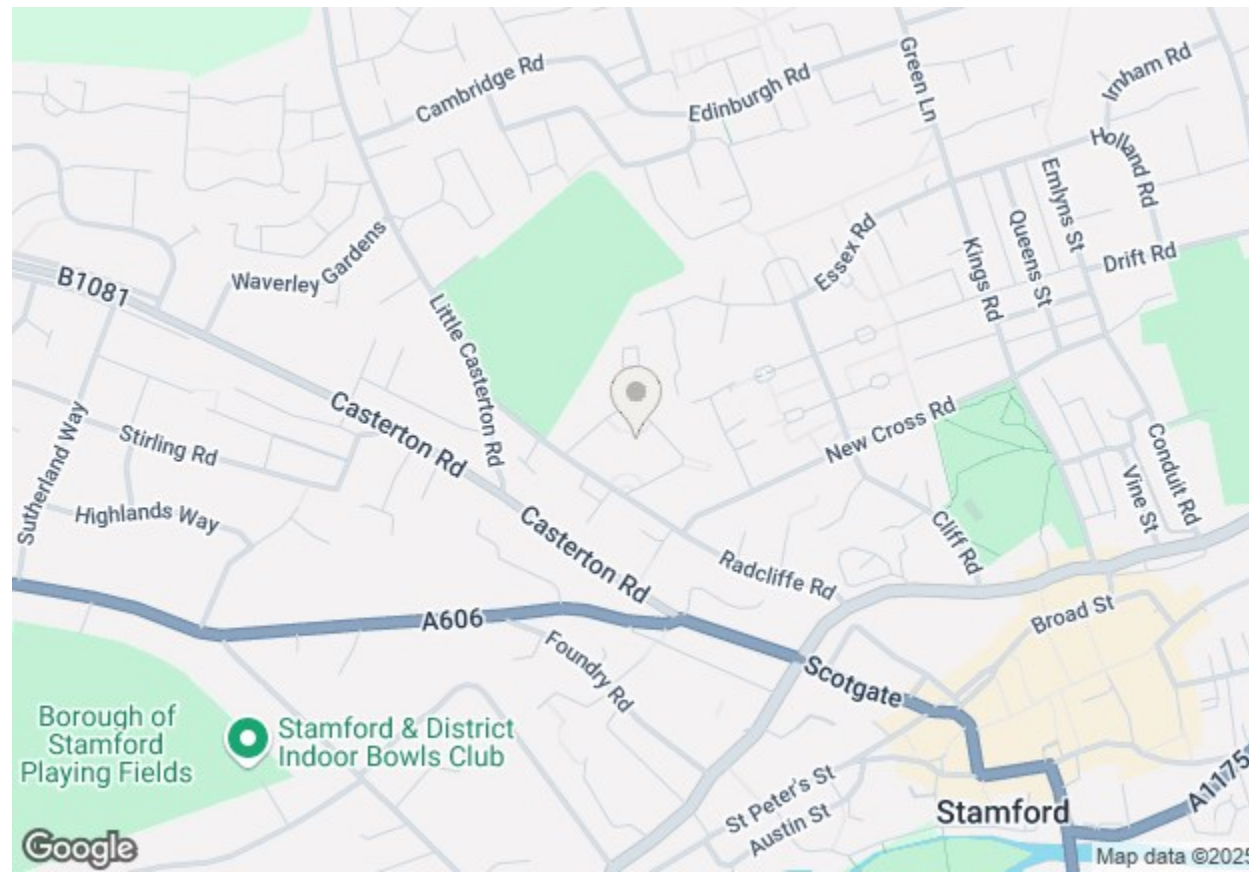 Cambridge Rd
Edinburgh Rd
Green Ln
Irnham Rd
Holland Rd
Emlyns St
Queens St
Kings Rd
Essex Rd
Drift Rd
Waverley Gardens
B1081
Little Casterton Rd
Casterton Rd
Stirling Rd
Sutherland Way
Highlands Way
New Cross Rd
Conduit Rd
Vine St
Cliff Rd
Casterton Rd
Radcliffe Rd
A606
Foundry Rd
Broad St
Scotgate
Borough of
Stamford
Playing Fields
Stamford & District
Indoor Bowls Club
St Peter's St
Austin St
A1175
Stamford
Google
Map data ©2025